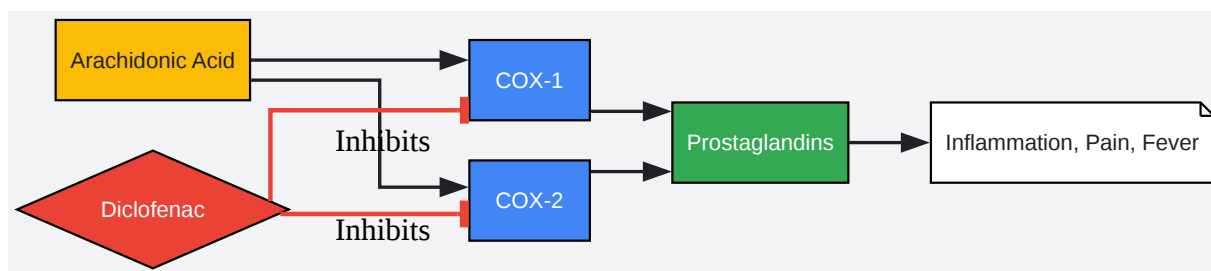 Arachidonic Acid
COX-1
Inhibits
Prostaglandins
Inflammation, Pain, Fever
Diclofenac
COX-2
Inhibits